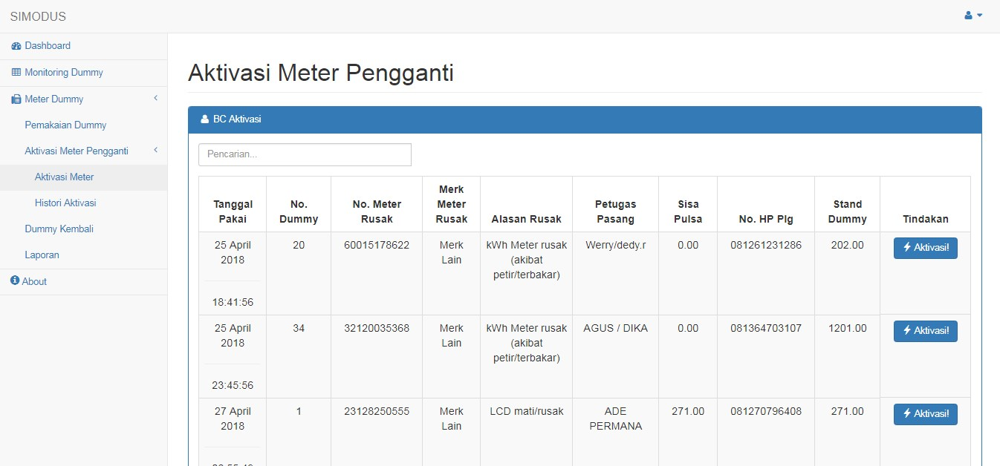 SIMODUS
Dashboard
Monitoring Dummy
Meter Dummy
Pemakaian Dummy
Aktivasi Meter Pengganti
Aktivasi Meter
Histori Aktivasi
Dummy Kembali
Laporan
About
Aktivasi Meter Pengganti
BC Aktivasi
Pencarian...
Tanggal Pakai No. Dummy No. Meter Rusak Merk Meter Rusak Alasan Rusak Petugas Pasang Sisa Pulsa No. HP Plg Stand Dummy Tindakan
25 April 2018 18:41:56 20 60015178622 Merk Lain kWh Meter rusak (akibat petir/terbakar) Werry/dedy.r 0.00 081261231286 202.00 Aktivasi!
25 April 2018 23:45:56 34 32120035368 Merk Lain kWh Meter rusak (akibat petir/terbakar) AGUS / DIKA 0.00 081364703107 1201.00 Aktivasi!
27 April 2018 1 23128250555 Merk Lain LCD mati/rusak ADE PERMANA 271.00 081270796408 271.00 Aktivasi!